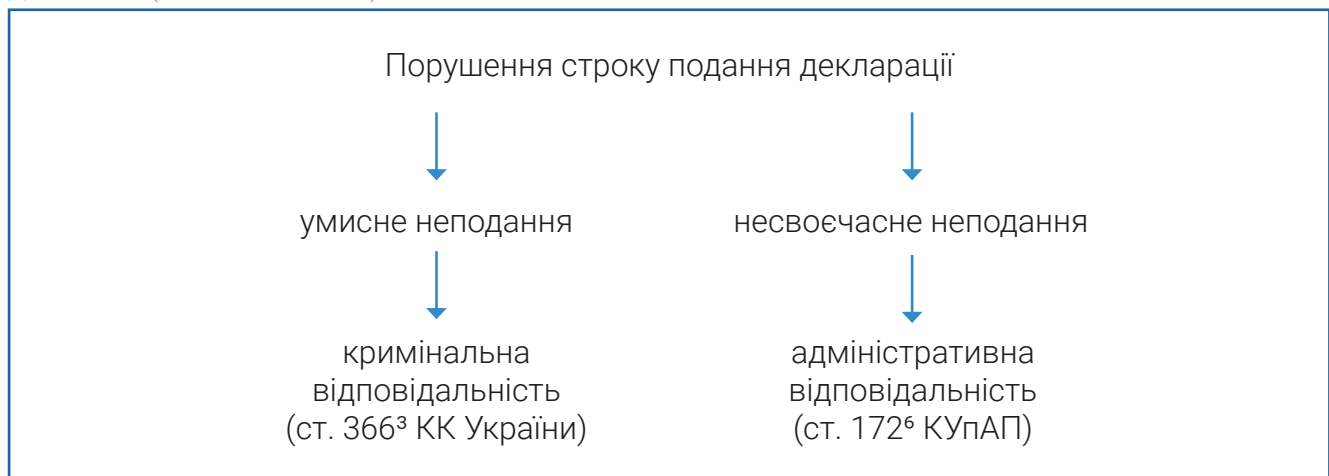 Порушення строку подання декларації
умисне неподання
несвоєчасне неподання
кримінальна
відповідальність
(ст. 366³ КК України)
адміністративна
відповідальність
(ст. 172⁶ КУпАП)